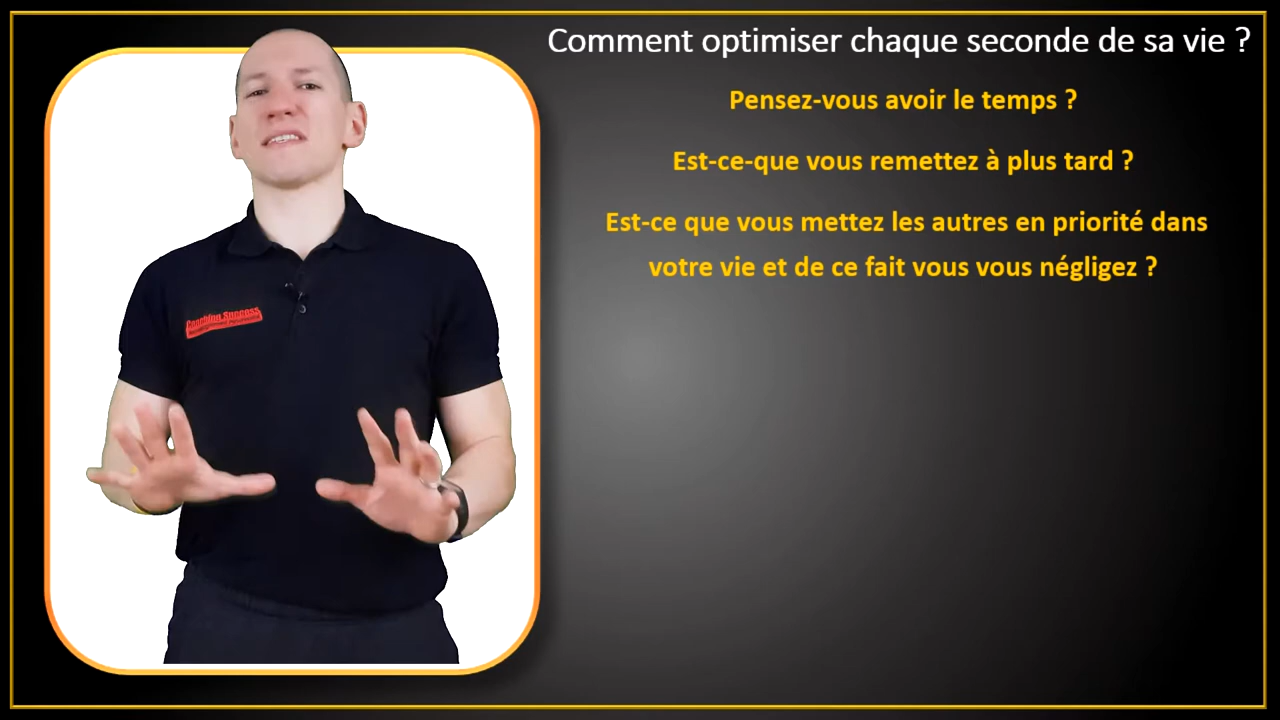 Comment optimiser chaque seconde de sa vie ?
Pensez-vous avoir le temps ?
Est-ce-que vous remettez à plus tard ?
Est-ce que vous mettez les autres en priorité dans
votre vie et de ce fait vous vous négligez ?
Coaching Success